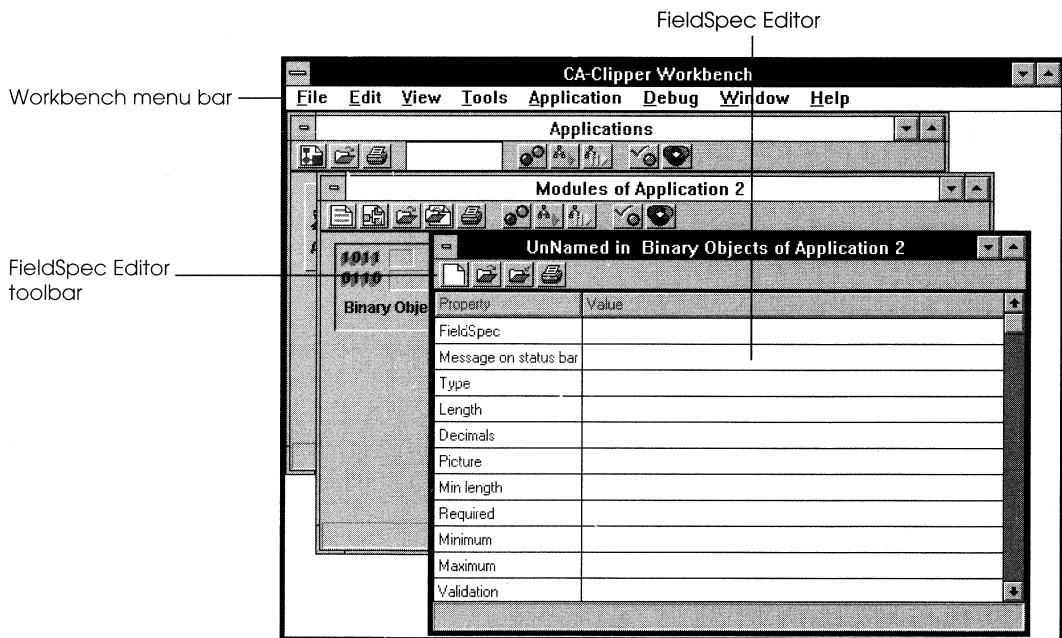 FieldSpec Editor
CA-Clipper Workbench
Workbench menu bar
File Edit View Tools Application Debug Window Help
Applications
Modules of Application 2
UnNamed in Binary Objects of Application 2
FieldSpec Editor
toolbar
1011
0110
Binary Obje
Property Value
FieldSpec
Message on status bar
Type
Length
Decimals
Picture
Min length
Required
Minimum
Maximum
Validation